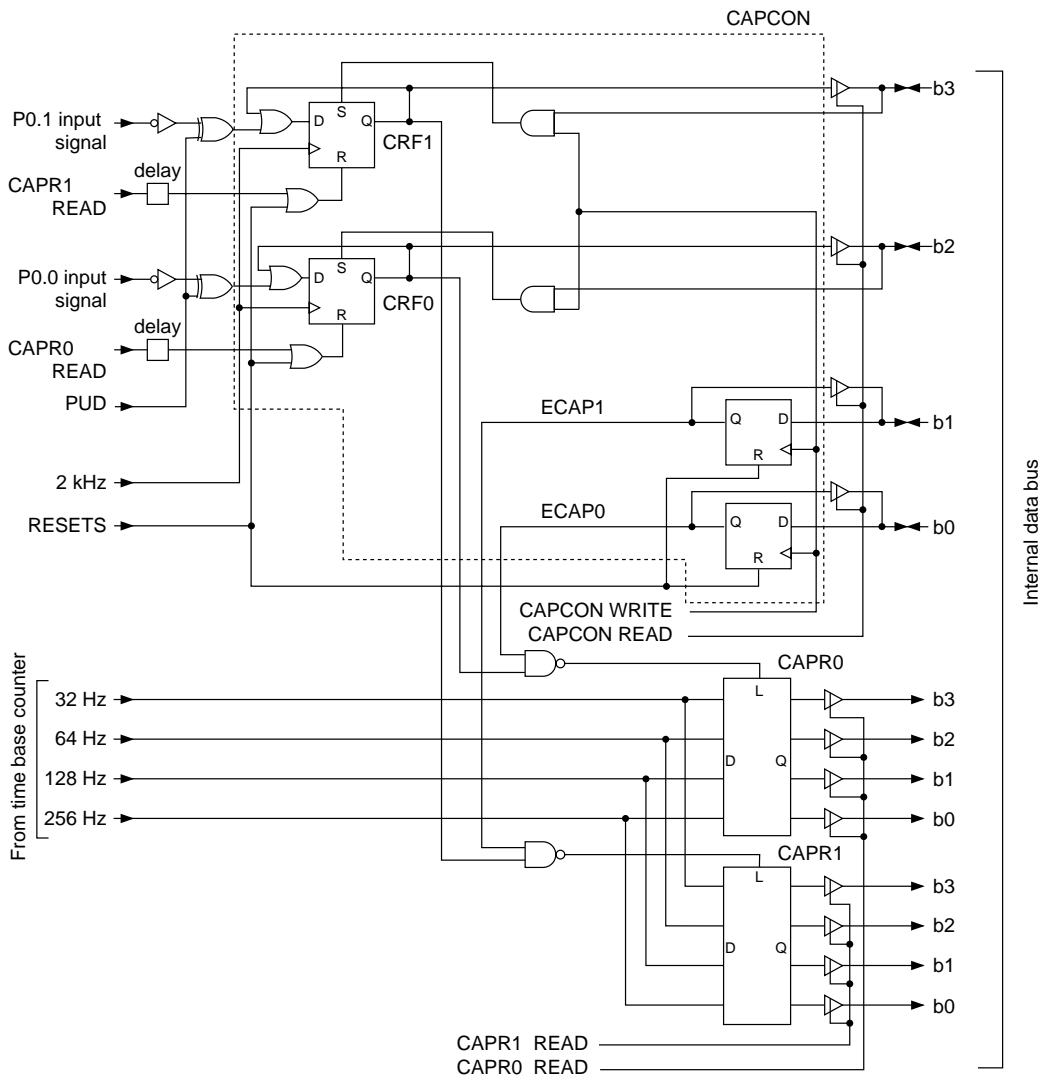 CAPCON
b3
P0.1 input
signal
D
S
Q
R
CRF1
delay
CAPR1
READ
b2
P0.0 input
signal
D
S
Q
R
CRF0
delay
CAPR0
READ
PUD
ECAP1
Q
D
R
b1
2 kHz
RESETS
ECAP0
Q
D
R
b0
Internal data bus
CAPCON WRITE
CAPCON READ
CAPR0
From time base counter
32 Hz
64 Hz
128 Hz
256 Hz
L
D
Q
b3
b2
b1
b0
CAPR1
L
D
Q
b3
b2
b1
b0
CAPR1 READ
CAPR0 READ